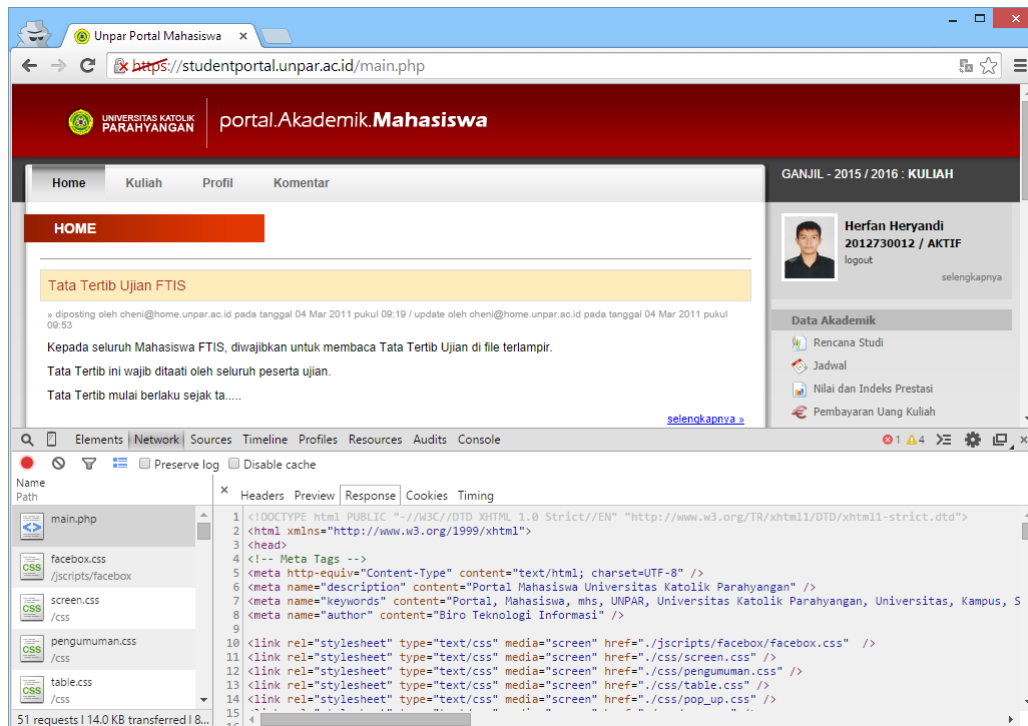 Unpar Portal Mahasiswa ×
https://studentportal.unpar.ac.id/main.php
UNIVERSITAS KATOLIK
PARAHYANGAN
portal.Akademik.Mahasiswa
Home Kuliah Profil Komentar
GANJIL - 2015 / 2016 : KULIAH
HOME
Herfan Heryandi
2012730012 / AKTIF
logout
selengkapnya
Tata Tertib Ujian FTIS
» diposting oleh cheni@home.unpar.ac.id pada tanggal 04 Mar 2011 pukul 09:19 / update oleh cheni@home.unpar.ac.id pada tanggal 04 Mar 2011 pukul
09:53
Kepada seluruh Mahasiswa FTIS, diwajibkan untuk membaca Tata Tertib Ujian di file terlampir.
Tata Tertib ini wajib ditaati oleh seluruh peserta ujian.
Tata Tertib mulai berlaku sejak ta.....
selengkapnya »
Data Akademik
Rencana Studi
Jadwal
Nilai dan Indeks Prestasi
Pembayaran Uang Kuliah
Elements Network Sources Timeline Profiles Resources Audits Console
1 4
Preserve log Disable cache
Name
Path
× Headers Preview Response Cookies Timing
main.php
facebox.css
/jscripts/facebox
screen.css
/css
pengumuman.css
/css
table.css
/css
51 requests | 14.0 KB transferred | 8...
1 <!DOCTYPE html PUBLIC "-//W3C//DTD XHTML 1.0 Strict//EN" "http://www.w3.org/TR/xhtml1/DTD/xhtml1-strict.dtd">
2 <html xmlns="http://www.w3.org/1999/xhtml">
3 <head>
4 <!-- Meta Tags -->
5 <meta http-equiv="Content-Type" content="text/html; charset=UTF-8" />
6 <meta name="description" content="Portal Mahasiswa Universitas Katolik Parahyangan" />
7 <meta name="keywords" content="Portal, Mahasiswa, mhs, UNPAR, Universitas Katolik Parahyangan, Universitas, Kampus, S
8 <meta name="author" content="Biro Teknologi Informasi" />
9
10 <link rel="stylesheet" type="text/css" media="screen" href="./jscripts/facebox/facebox.css" />
11 <link rel="stylesheet" type="text/css" media="screen" href="./css/screen.css" />
12 <link rel="stylesheet" type="text/css" media="screen" href="./css/pengumuman.css" />
13 <link rel="stylesheet" type="text/css" media="screen" href="./css/table.css" />
14 <link rel="stylesheet" type="text/css" media="screen" href="./css/pop_up.css" />
15